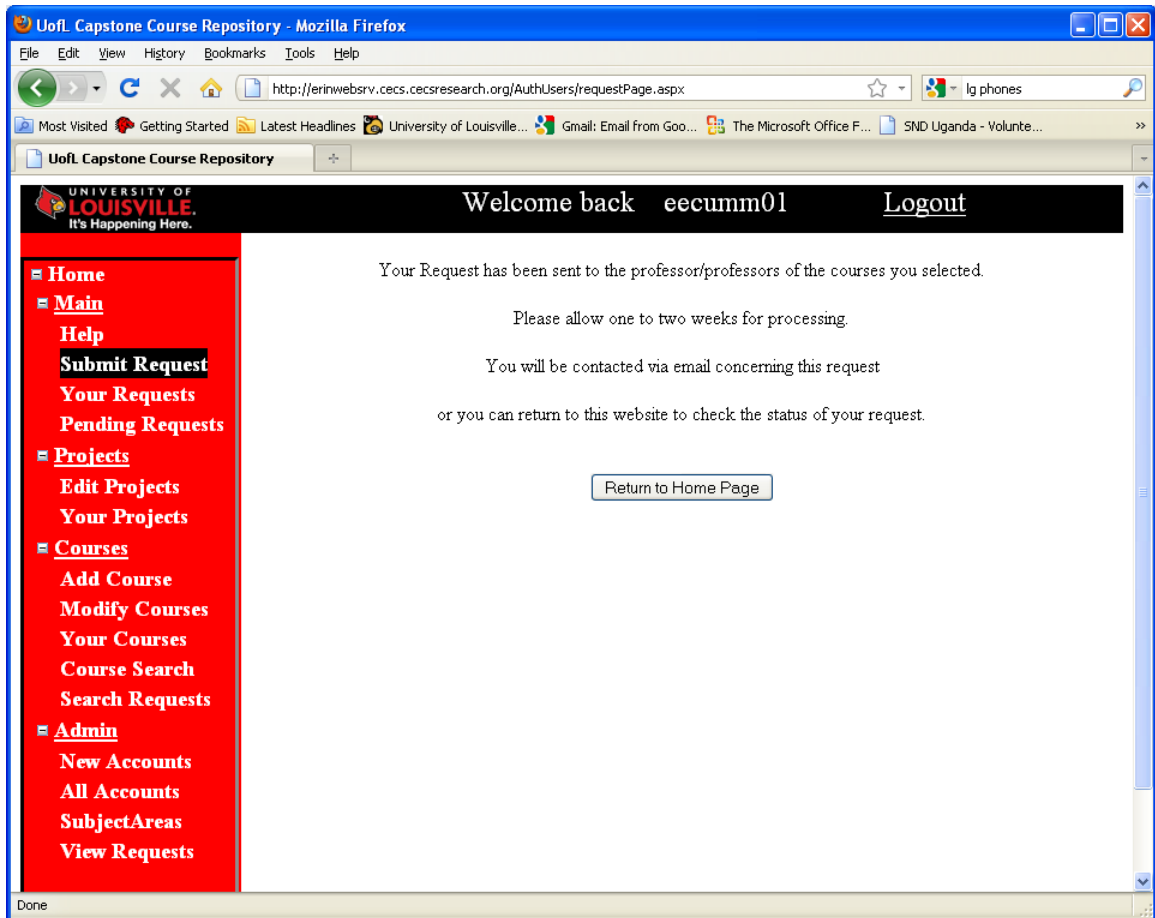 UofL Capstone Course Repository - Mozilla Firefox
File Edit View History Bookmarks Tools Help
http://erinwebsrv.cecs.cecsresearch.org/AuthUsers/requestPage.aspx lg phones
Most Visited Getting Started Latest Headlines University of Louisville... Gmail: Email from Goo... The Microsoft Office F... SND Uganda - Volunte... »
UofL Capstone Course Repository
UNIVERSITY OF
LOUISVILLE.
It's Happening Here.
Welcome back eecumm01 Logout
Home
Main
Help
Submit Request
Your Requests
Pending Requests
Projects
Edit Projects
Your Projects
Courses
Add Course
Modify Courses
Your Courses
Course Search
Search Requests
Admin
New Accounts
All Accounts
SubjectAreas
View Requests
Your Request has been sent to the professor/professors of the courses you selected.
Please allow one to two weeks for processing.
You will be contacted via email concerning this request
or you can return to this website to check the status of your request.
Return to Home Page
Done